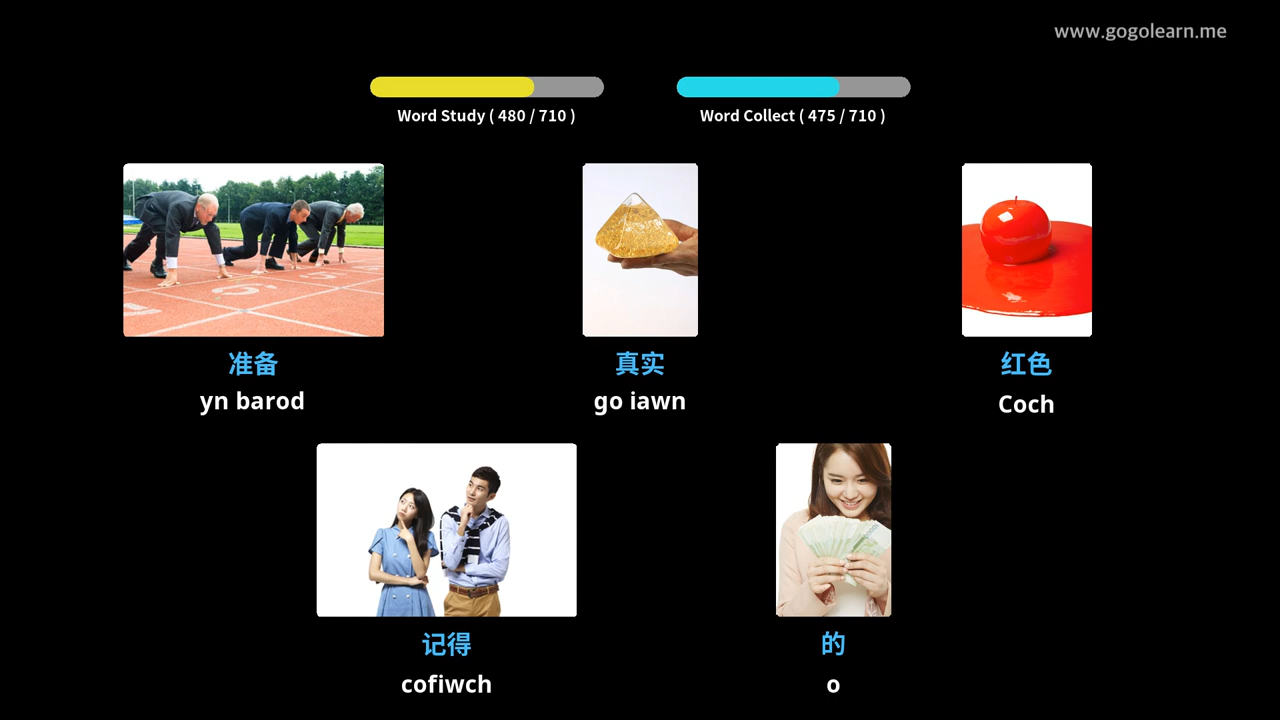 www.gogolearn.me
Word Study ( 480 / 710 )
Word Collect ( 475 / 710 )
准备
yn barod
真实
go iawn
红色
Coch
记得
cofiwch
的
o